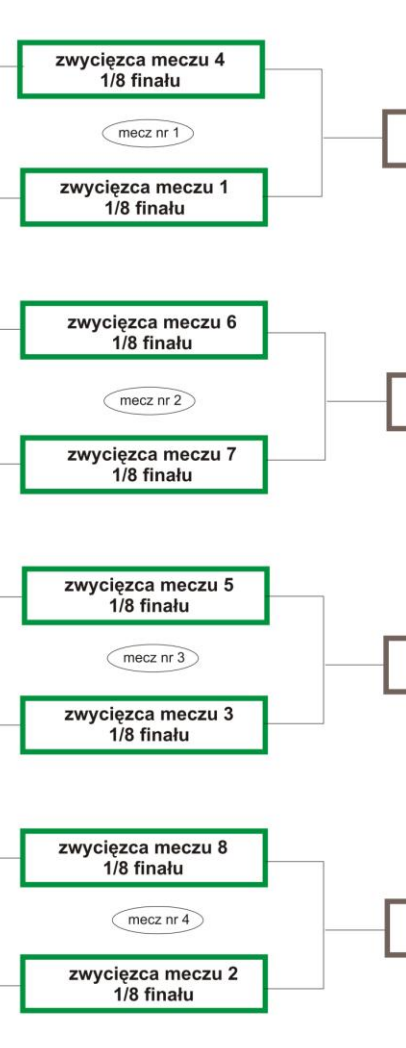 zwycięzca meczu 4
1/8 finału
mecz nr 1
zwycięzca meczu 1
1/8 finału
zwycięzca meczu 6
1/8 finału
mecz nr 2
zwycięzca meczu 7
1/8 finału
zwycięzca meczu 5
1/8 finału
mecz nr 3
zwycięzca meczu 3
1/8 finału
zwycięzca meczu 8
1/8 finału
mecz nr 4
zwycięzca meczu 2
1/8 finału